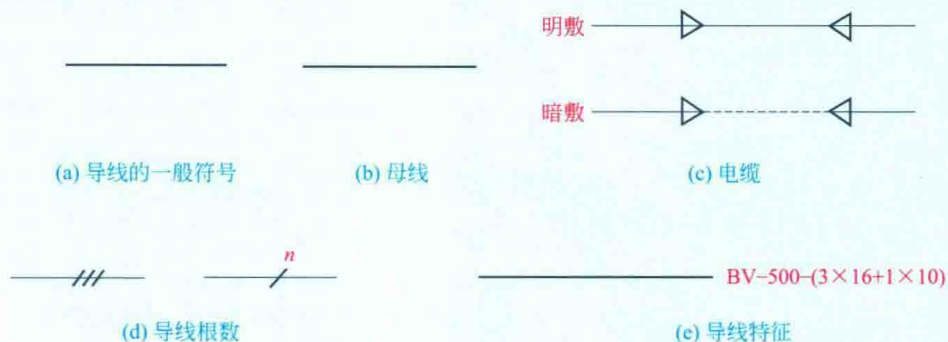 明敷
暗敷
(a) 导线的一般符号
(b) 母线
(c) 电缆
n
BV-500-(3×16+1×10)
(d) 导线根数
(e) 导线特征